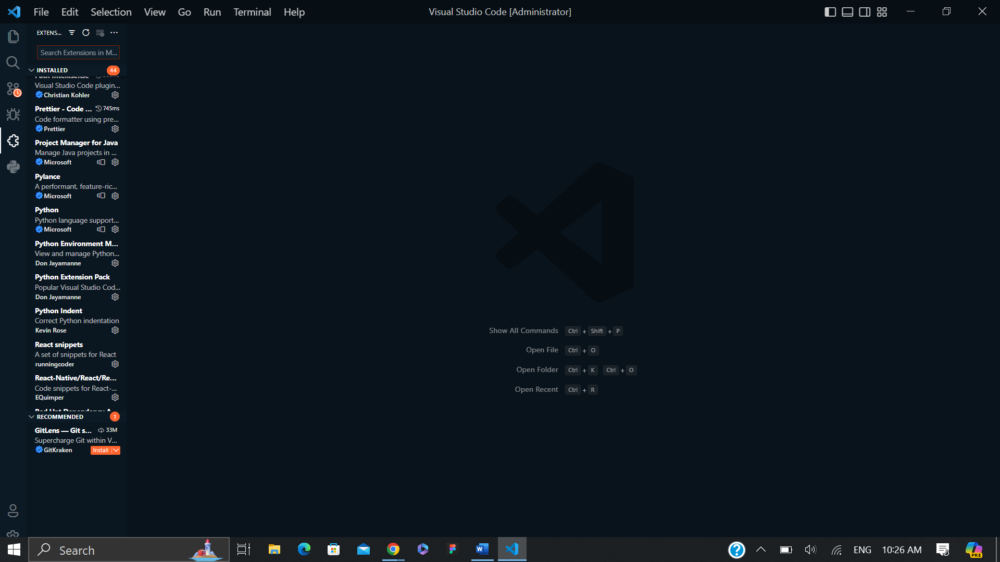 File Edit Selection View Go Run Terminal Help
Visual Studio Code [Administrator]
EXTENS...
Search Extensions in M...
INSTALLED 44
Path Intellisense
Visual Studio Code plugin...
Christian Kohler
Prettier - Code ... 745ms
Code formatter using pre...
Prettier
Project Manager for Java
Manage Java projects in ...
Microsoft
Pylance
A performant, feature-ric...
Microsoft
Python
Python language support...
Microsoft
Python Environment M...
View and manage Python...
Don Jayamanne
Python Extension Pack
Popular Visual Studio Cod...
Don Jayamanne
Python Indent
Correct Python indentation
Kevin Rose
React snippets
A set of snippets for React
runningcoder
React-Native/React/Re...
Code snippets for React-...
EQuimper
Red Hat Dependency A
RECOMMENDED 1
GitLens — Git s... 33M
Supercharge Git within V...
GitKraken Install
Show All Commands Ctrl + Shift + P
Open File Ctrl + O
Open Folder Ctrl + K Ctrl + O
Open Recent Ctrl + R
Search
ENG 10:26 AM
PRE